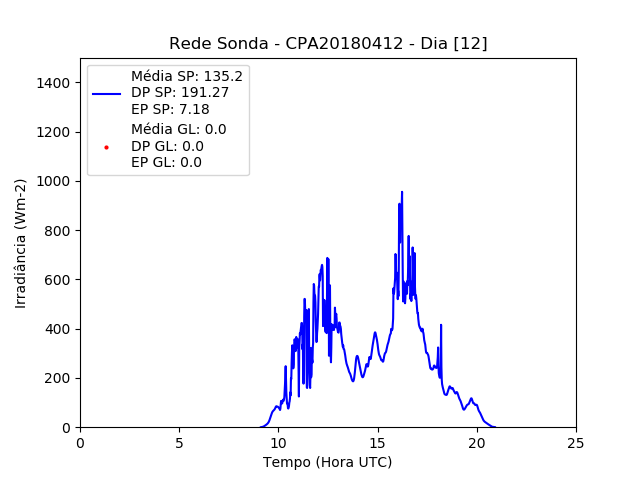 Rede Sonda - CPA20180412 - Dia [12]
Média SP: 135.2
DP SP: 191.27
EP SP: 7.18
Média GL: 0.0
DP GL: 0.0
EP GL: 0.0
Irradiância (Wm-2)
1400
1200
1000
800
600
400
200
0
0 5 10 15 20 25
Tempo (Hora UTC)